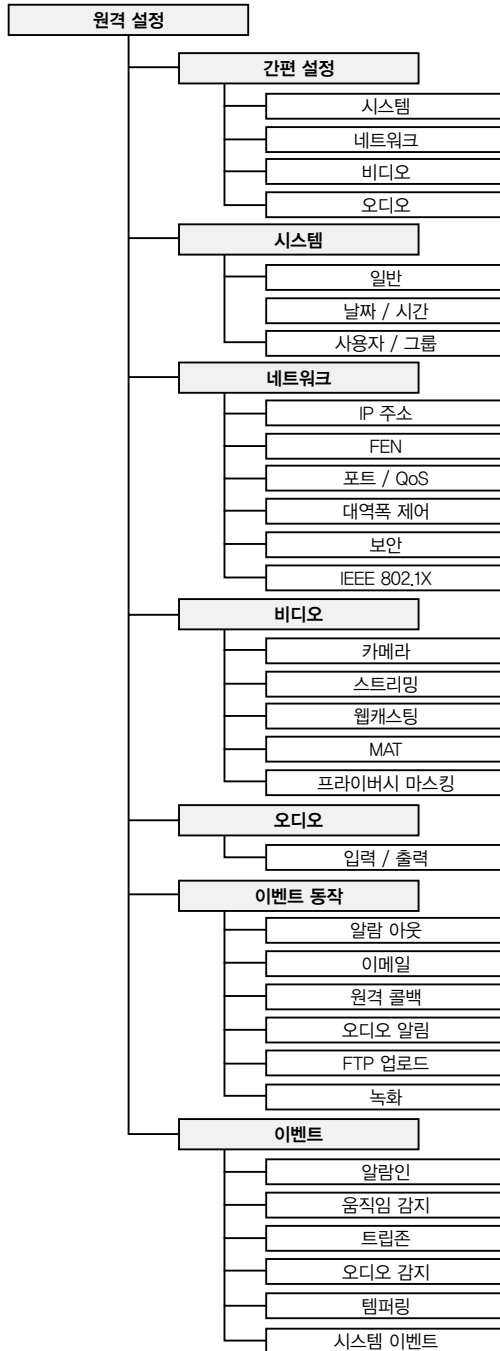 원격 설정
간편 설정
시스템
네트워크
비디오
오디오
시스템
일반
날짜 / 시간
사용자 / 그룹
네트워크
IP 주소
FEN
포트 / QoS
대역폭 제어
보안
IEEE 802.1X
비디오
카메라
스트리밍
웹캐스팅
MAT
프라이버시 마스킹
오디오
입력 / 출력
이벤트 동작
알람 아웃
이메일
원격 콜백
오디오 알림
FTP 업로드
녹화
이벤트
알람인
움직임 감지
트립존
오디오 감지
템퍼링
시스템 이벤트